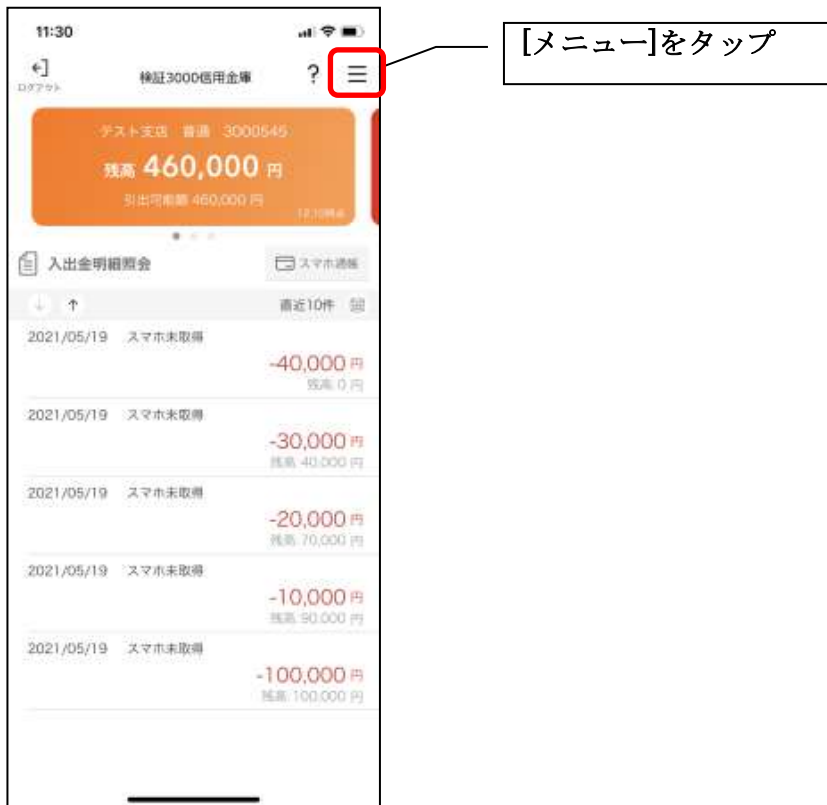 11:30
[メニュー]をタップ
ログアウト
検証3000信用金庫
?
テスト支店 普通 3000545
残高 460,000 円
引出可能額 460,000 円
12:10時点
入出金明細照会
スマホ通帳
↓ ↑
直近10件
2021/05/19 スマホ未取得
-40,000 円
残高 0 円
2021/05/19 スマホ未取得
-30,000 円
残高 40,000 円
2021/05/19 スマホ未取得
-20,000 円
残高 70,000 円
2021/05/19 スマホ未取得
-10,000 円
残高 90,000 円
2021/05/19 スマホ未取得
-100,000 円
残高 100,000 円